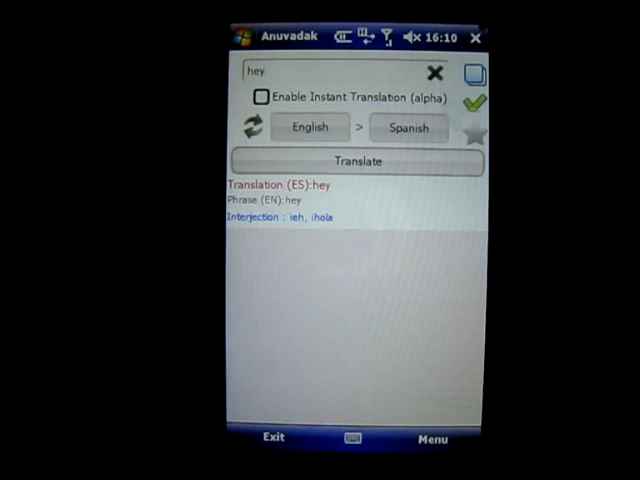 Anuvadak 16:10
hey
Enable Instant Translation (alpha)
English > Spanish
Translate
Translation (ES):hey
Phrase (EN):hey
Interjection : ¡eh, ¡hola
Exit Menu